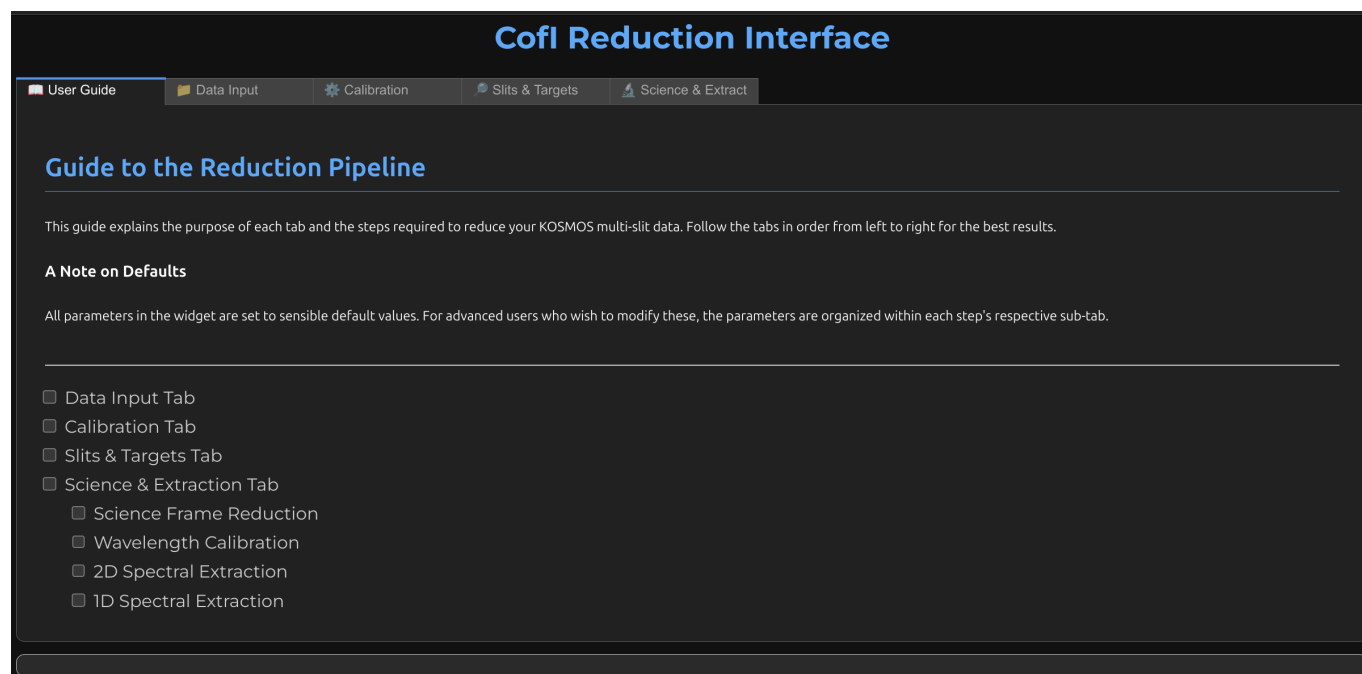 CofI Reduction Interface
📖 User Guide
📁 Data Input
⚙️ Calibration
🔎 Slits & Targets
🔬 Science & Extract
Guide to the Reduction Pipeline
This guide explains the purpose of each tab and the steps required to reduce your KOSMOS multi-slit data. Follow the tabs in order from left to right for the best results.
A Note on Defaults
All parameters in the widget are set to sensible default values. For advanced users who wish to modify these, the parameters are organized within each step's respective sub-tab.
Data Input Tab
Calibration Tab
Slits & Targets Tab
Science & Extraction Tab
Science Frame Reduction
Wavelength Calibration
2D Spectral Extraction
1D Spectral Extraction